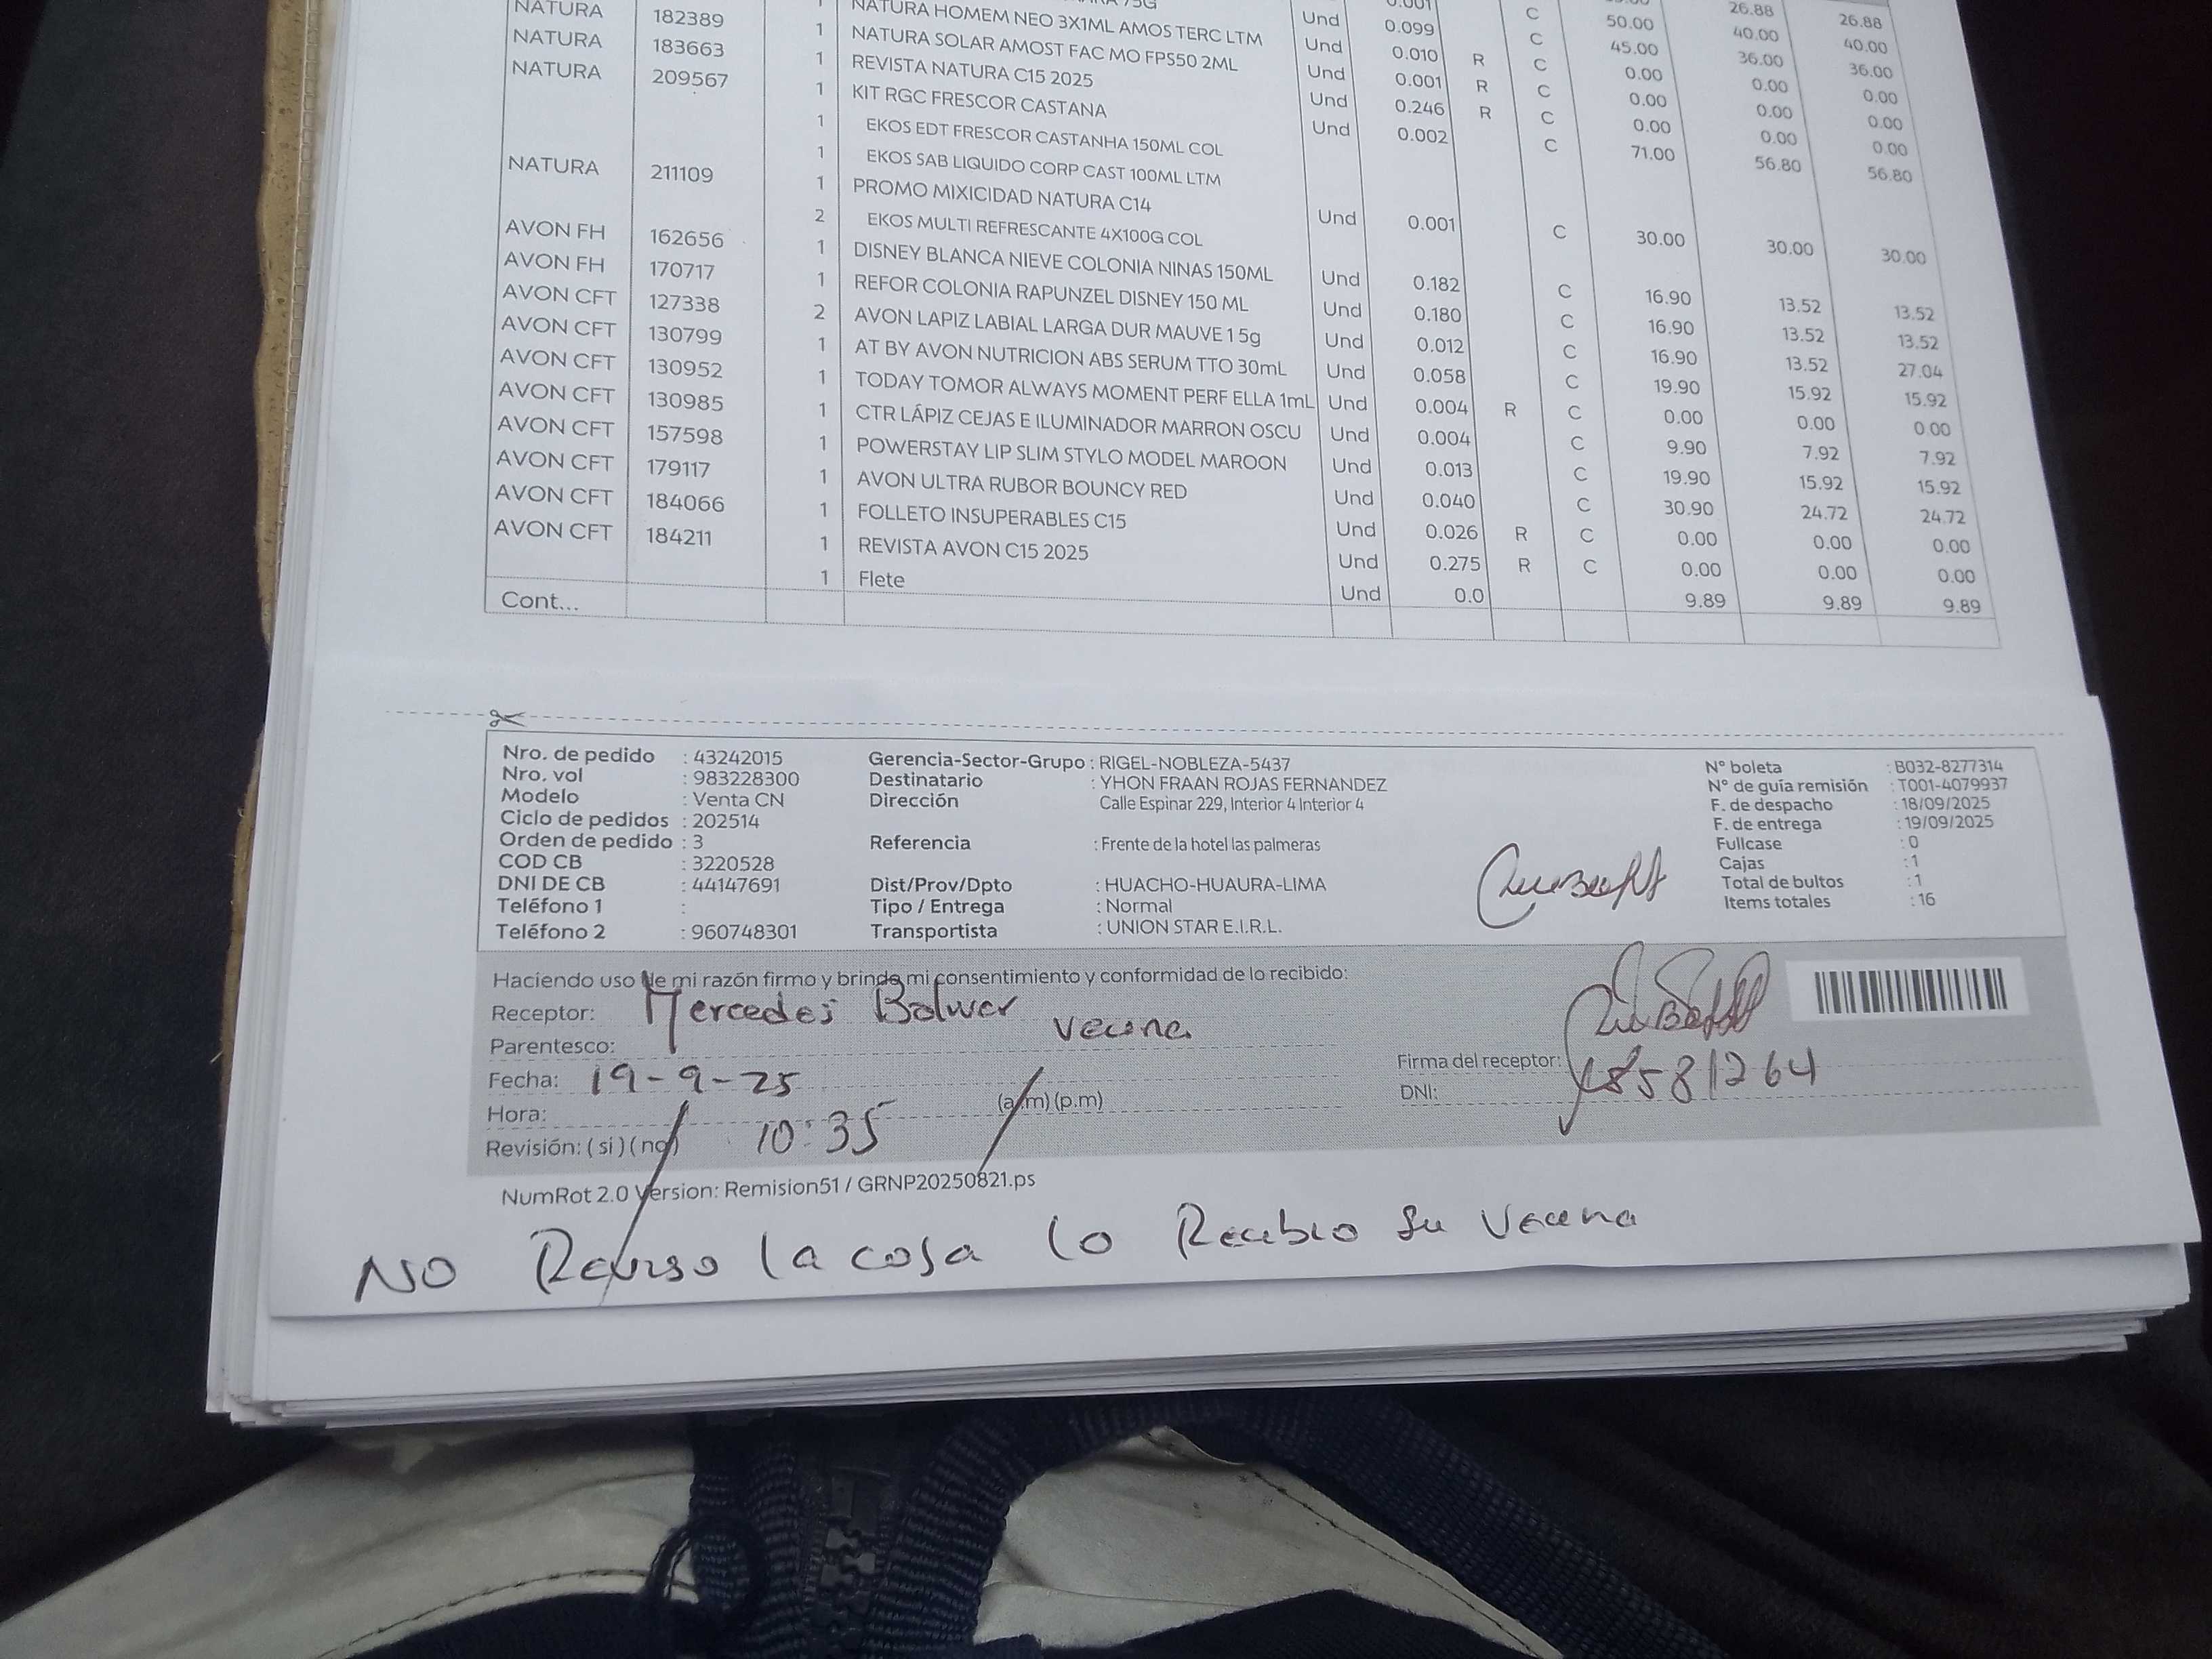 NATURA 182389 1 NATURA HOMEM NEO 3X1ML AMOS TERC LTM Und 0.099 C 50.00 40.00 40.00
NATURA 183663 1 NATURA SOLAR AMOST FAC MO FPS50 2ML Und 0.010 R C 45.00 36.00 36.00
NATURA 209567 1 REVISTA NATURA C15 2025 Und 0.001 R C 0.00 0.00 0.00
1 KIT RGC FRESCOR CASTANA Und 0.246 R C 0.00 0.00 0.00
1 EKOS EDT FRESCOR CASTANHA 150ML COL Und 0.002 C 0.00 0.00 0.00
1 EKOS SAB LIQUIDO CORP CAST 100ML LTM 71.00 56.80 56.80
NATURA 211109 1 PROMO MIXICIDAD NATURA C14 Und 0.001 C 30.00 30.00 30.00
2 EKOS MULTI REFRESCANTE 4X100G COL
AVON FH 162656 1 DISNEY BLANCA NIEVE COLONIA NINAS 150ML Und 0.182 C 16.90 13.52 13.52
AVON FH 170717 1 REFOR COLONIA RAPUNZEL DISNEY 150 ML Und 0.180 C 16.90 13.52 13.52
AVON CFT 127338 2 AVON LAPIZ LABIAL LARGA DUR MAUVE 1 5g Und 0.012 C 16.90 13.52 27.04
AVON CFT 130799 1 AT BY AVON NUTRICION ABS SERUM TTO 30mL Und 0.058 C 19.90 15.92 15.92
AVON CFT 130952 1 TODAY TOMOR ALWAYS MOMENT PERF ELLA 1mL Und 0.004 R C 0.00 0.00 0.00
AVON CFT 130985 1 CTR LÁPIZ CEJAS E ILUMINADOR MARRON OSCU Und 0.004 C 9.90 7.92 7.92
AVON CFT 157598 1 POWERSTAY LIP SLIM STYLO MODEL MAROON Und 0.013 C 19.90 15.92 15.92
AVON CFT 179117 1 AVON ULTRA RUBOR BOUNCY RED Und 0.040 C 30.90 24.72 24.72
AVON CFT 184066 1 FOLLETO INSUPERABLES C15 Und 0.026 R C 0.00 0.00 0.00
AVON CFT 184211 1 REVISTA AVON C15 2025 Und 0.275 R C 0.00 0.00 0.00
1 Flete Und 0.0 9.89 9.89 9.89
Cont...
Nro. de pedido : 43242015 Gerencia-Sector-Grupo : RIGEL-NOBLEZA-5437 N° boleta : B032-8277314
Nro. vol : 983228300 Destinatario : YHON FRAAN ROJAS FERNANDEZ N° de guía remisión : T001-4079937
Modelo : Venta CN Dirección Calle Espinar 229, Interior 4 Interior 4 F. de despacho : 18/09/2025
Ciclo de pedidos : 202514 F. de entrega : 19/09/2025
Orden de pedido : 3 Referencia : Frente de la hotel las palmeras Fullcase : 0
COD CB : 3220528 Cajas : 1
DNI DE CB : 44147691 Dist/Prov/Dpto : HUACHO-HUAURA-LIMA Total de bultos : 1
Teléfono 1 : Tipo / Entrega : Normal Items totales : 16
Teléfono 2 : 960748301 Transportista : UNION STAR E.I.R.L.
Haciendo uso de mi razón firmo y brindo mi consentimiento y conformidad de lo recibido:
Receptor: Mercedes
Parentesco: Vecina
Fecha: 19-9-25 Firma del receptor:
Hora: 10:35 (a.m) (p.m) DNI:
Revisión: ( si ) ( no )
NumRot 2.0 Version: Remision51 / GRNP20250821.ps
NO la cosa lo Recibio su Vecina